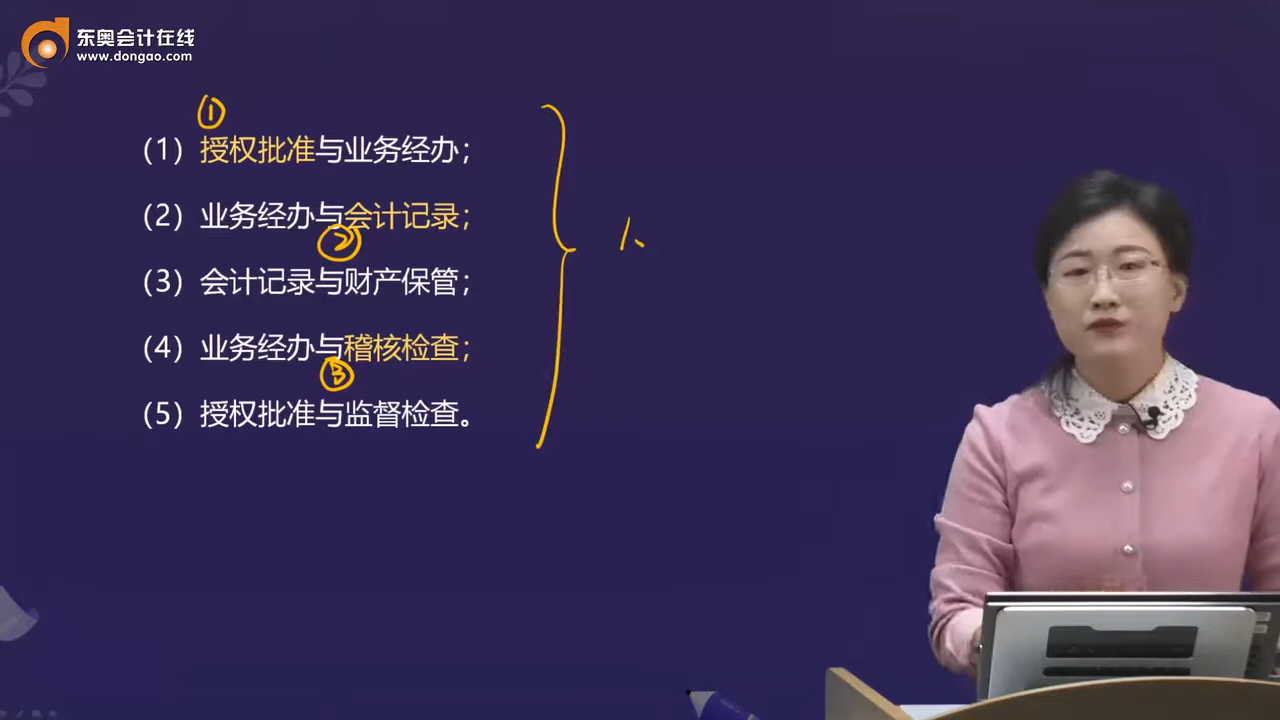 东奥会计在线
www.dongao.com
①
(1) 授权批准与业务经办；
(2) 业务经办与会计记录；
②
(3) 会计记录与财产保管；
(4) 业务经办与稽核检查；
③
(5) 授权批准与监督检查。